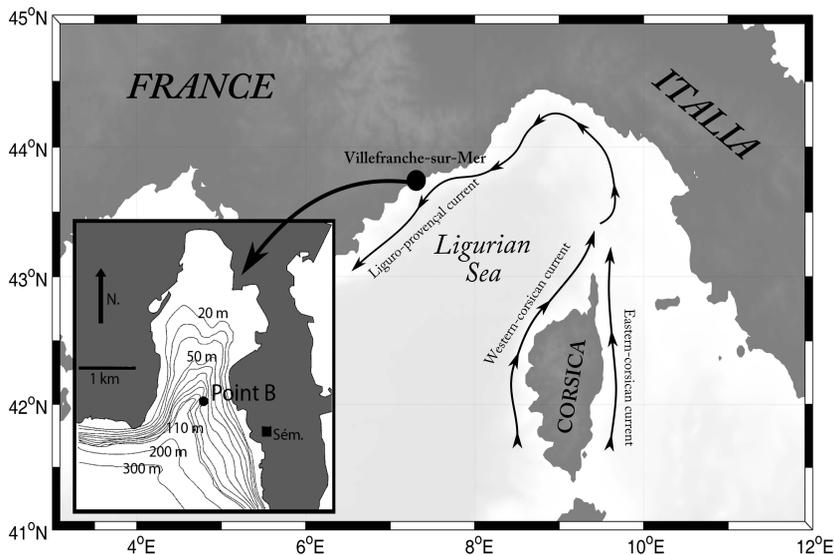 45°N
44°N
43°N
42°N
41°N
FRANCE
ITALIA
Villefranche-sur-Mer
Liguro-provençal current
Ligurian
Sea
Western-corsican current
Eastern-corsican current
CORSICA
N.
1 km
20 m
50 m
Point B
110 m
Sém.
200 m
300 m
4°E
6°E
8°E
10°E
12°E